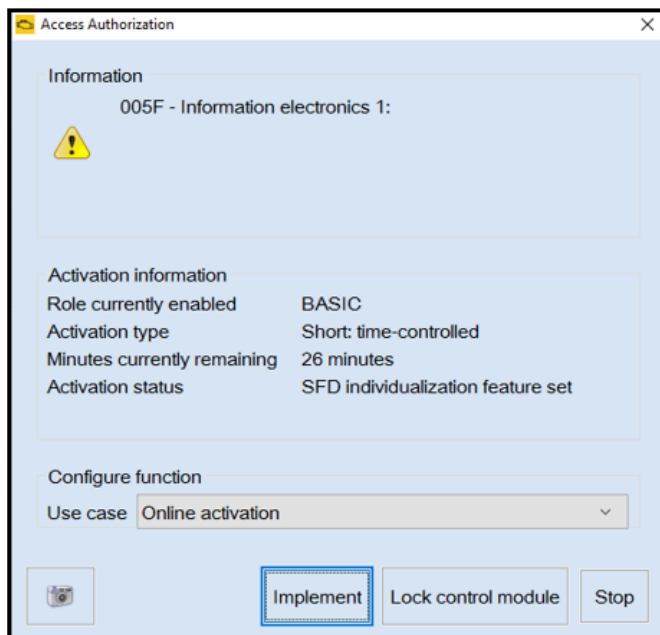 Access Authorization
Information
005F - Information electronics 1:
Activation information
Role currently enabled BASIC
Activation type Short: time-controlled
Minutes currently remaining 26 minutes
Activation status SFD individualization feature set
Configure function
Use case Online activation
Implement Lock control module Stop